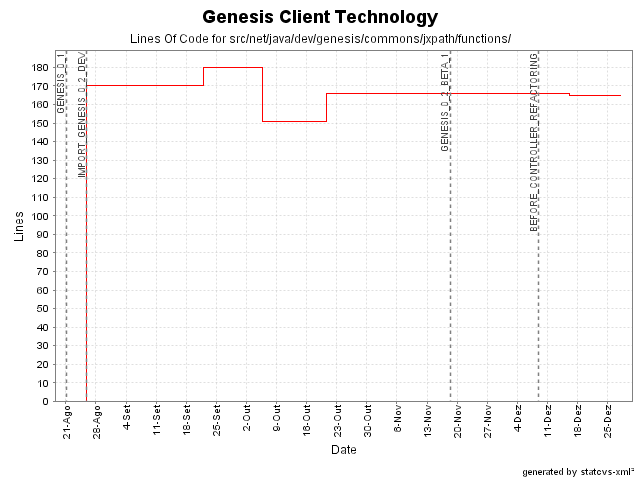 Genesis Client Technology
Lines Of Code for src/net/java/dev/genesis/commons/jxpath/functions/
GENESIS_0_1
IMPORT_GENESIS_0_2_DEV
GENESIS_0_2_BETA_1
BEFORE_CONTROLLER_REFACTORING
180
170
160
150
140
130
120
110
100
90
80
70
60
50
40
30
20
10
0
Lines
21-Ago
28-Ago
4-Set
11-Set
18-Set
25-Set
2-Out
9-Out
16-Out
23-Out
30-Out
6-Nov
13-Nov
20-Nov
27-Nov
4-Dez
11-Dez
18-Dez
25-Dez
Date
generated by statcvs-xml²